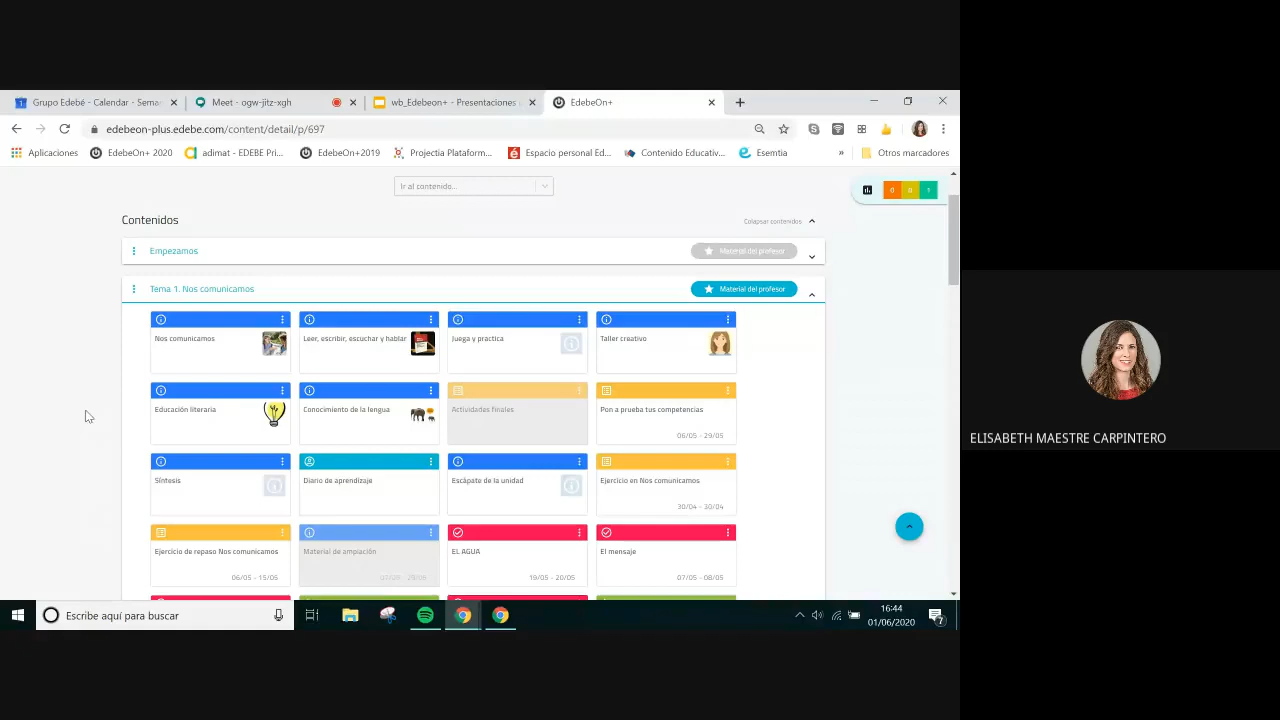 Grupo Edebé - Calendar - Sema
Meet - ogw-jitz-xgh
wb_Edebeon+ - Presentaciones
EdebeOn+
edebeon-plus.edebe.com/content/detail/p/697
Aplicaciones
EdebeOn+ 2020
adimat - EDEBE Pri...
EdebeOn+2019
Projectia Plataform...
Espacio personal Ed...
Contenido Educativ...
Esemtia
»
Otros marcadores
Ir al contenido...
Contenidos
Colapsar contenidos
Empezamos
Material del profesor
Tema 1. Nos comunicamos
Material del profesor
Nos comunicamos
Leer, escribir, escuchar y hablar
Juega y practica
Taller creativo
Educación literaria
Conocimiento de la lengua
Actividades finales
Pon a prueba tus competencias
06/05 - 29/05
Síntesis
Diario de aprendizaje
Escápate de la unidad
Ejercicio en Nos comunicamos
30/04 - 30/04
Ejercicio de repaso Nos comunicamos
06/05 - 15/05
Material de ampiación
EL AGUA
19/05 - 20/05
El mensaje
07/05 - 08/05
Escribe aquí para buscar
16:44
01/06/2020
7
ELISABETH MAESTRE CARPINTERO